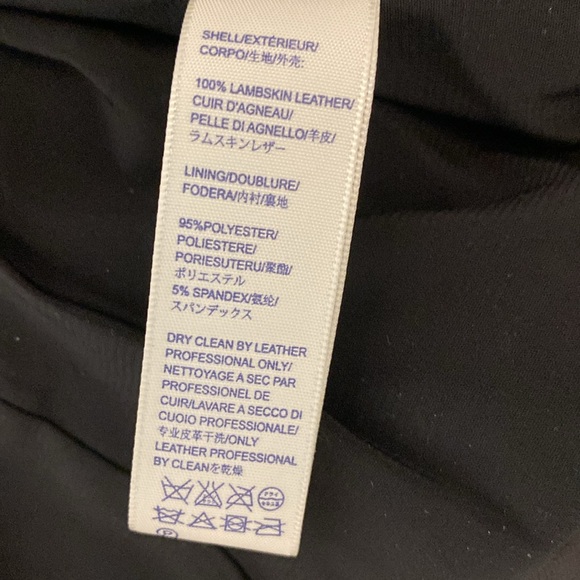 SHELL/EXTÉRIEUR/
CORPO/生地/外壳:
100% LAMBSKIN LEATHER/
CUIR D'AGNEAU/
PELLE DI AGNELLO/羊皮/
ラムスキンレザー
LINING/DOUBLURE/
FODERA/内衬/裏地
95%POLYESTER/
POLIESTERE/
PORIESUTERU/聚酯/
ポリエステル
5% SPANDEX/氨纶/
スパンデックス
DRY CLEAN BY LEATHER
PROFESSIONAL ONLY/
NETTOYAGE A SEC PAR
PROFESSIONEL DE
CUIR/LAVARE A SECCO DI
CUOIO PROFESSIONALE/
专业皮革干洗/ONLY
LEATHER PROFESSIONAL
BY CLEANを乾燥